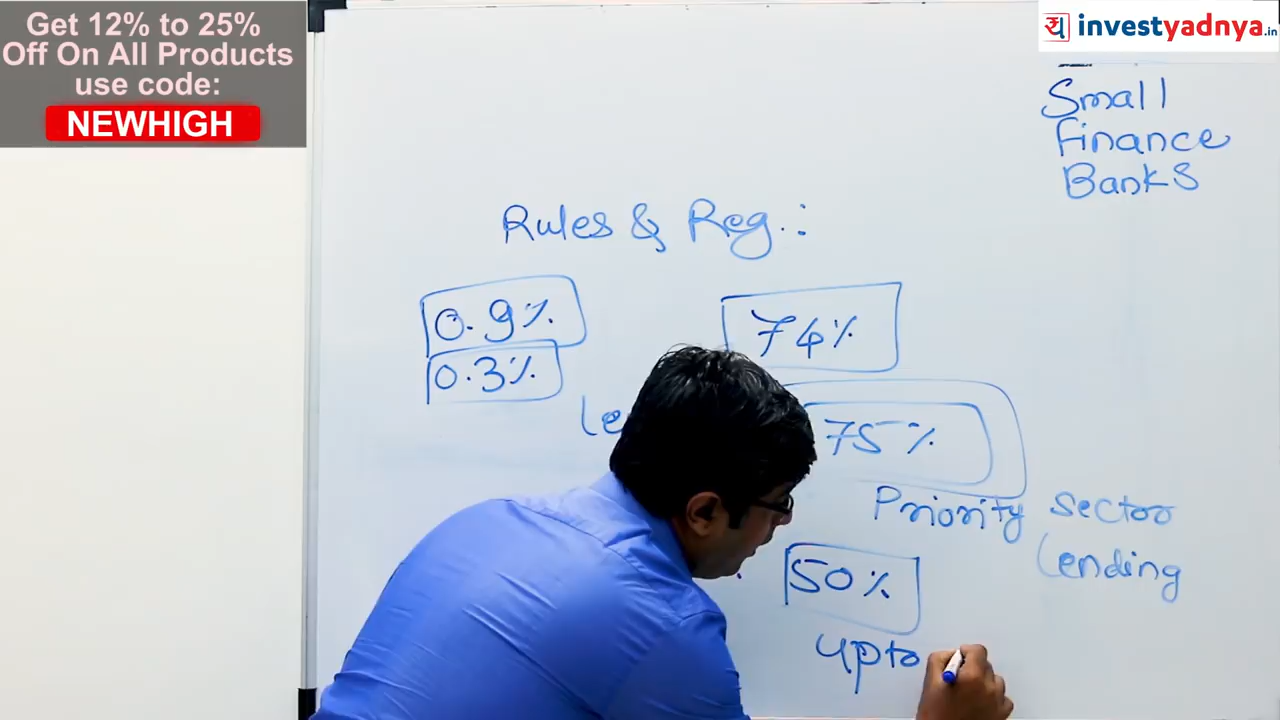 Get 12% to 25%
Off On All Products
use code:
NEWHIGH
investyadnya.in
Small
Finance
Banks
Rules & Reg.:
0.9%
74%
0.3%
75%
Priority sector
Lending
50%
upto